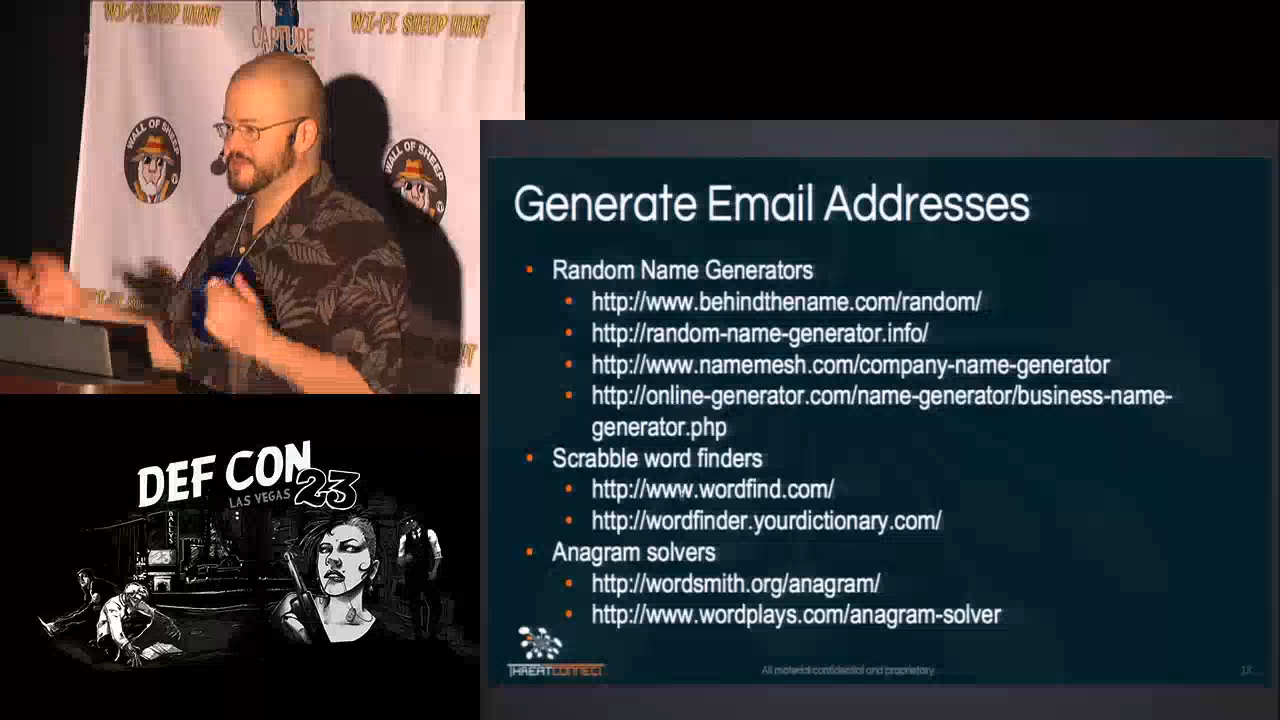 WI-FI SHEEP HUNT
WI-FI SHEEP HUNT
CAPTURE
WALL OF SHEEP
WALL OF SHEEP
Generate Email Addresses
• Random Name Generators
• http://www.behindthename.com/random/
• http://random-name-generator.info/
• http://www.namemesh.com/company-name-generator
• http://online-generator.com/name-generator/business-name-
generator.php
• Scrabble word finders
• http://www.wordfind.com/
• http://wordfinder.yourdictionary.com/
• Anagram solvers
• http://wordsmith.org/anagram/
• http://www.wordplays.com/anagram-solver
THREATCONNECT
All material confidential and proprietary
DEF CON
LAS VEGAS 23
BALLY'S